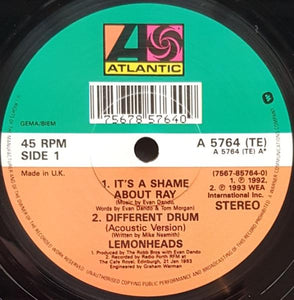 ATLANTIC
75678 57640
GEMA/BIEM
45 RPM
SIDE 1
Made in U.K.
A 5764 (TE)
A 5764 (TE) A*
(7567-85764-0)
1. ℗ 1992.
2. ℗ 1993 WEA
International Inc.
STEREO
1. IT'S A SHAME
ABOUT RAY
(Music by Evan Dando
Words by Evan Dando & Tom Morgan)
2. DIFFERENT DRUM
(Acoustic Version)
(Written by Mike Nesmith)
LEMONHEADS
1. Produced by The Robb Bros with Evan Dando
2. Recorded by Radio Forth RFM at
The Cafe Royal, Edinburgh, 21 Jan 1993
Engineered by Graham Warman